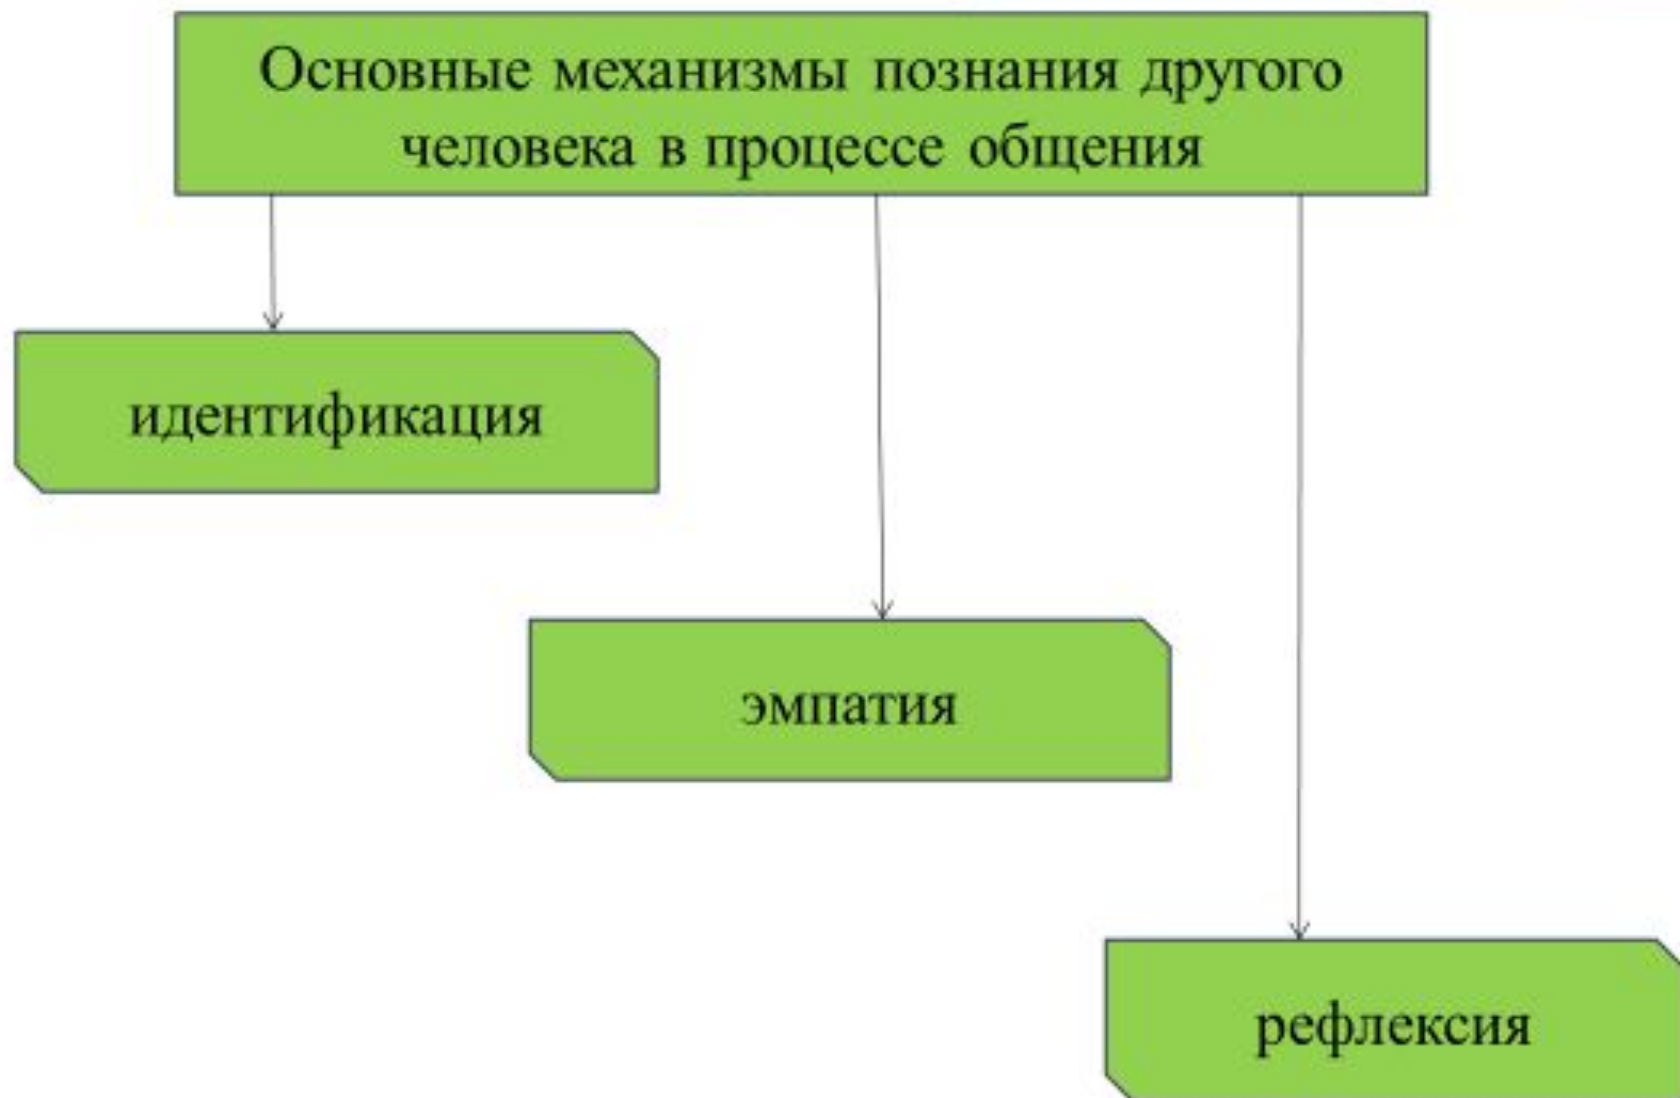 Основные механизмы познания другого
человека в процессе общения
идентификация
эмпатия
рефлексия